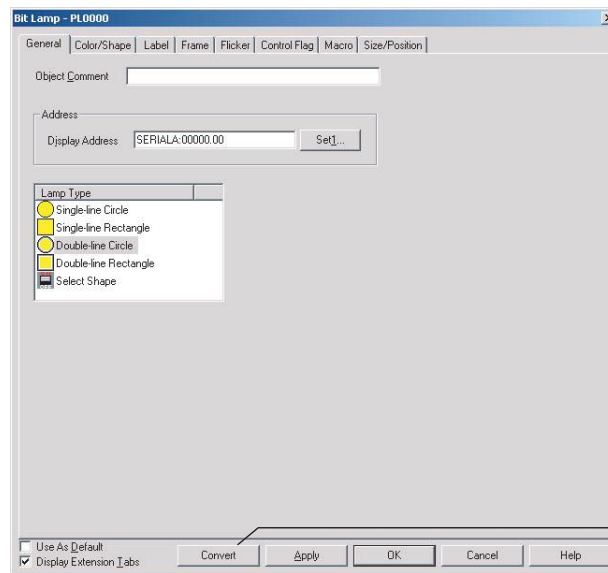 Bit Lamp - PL0000
General Color/Shape Label Frame Flicker Control Flag Macro Size/Position
Object Comment
Address
Display Address SERIALA:00000.00 Set1...
Lamp Type
Single-line Circle
Single-line Rectangle
Double-line Circle
Double-line Rectangle
Select Shape
Use As Default
Display Extension Tabs
Convert Apply OK Cancel Help